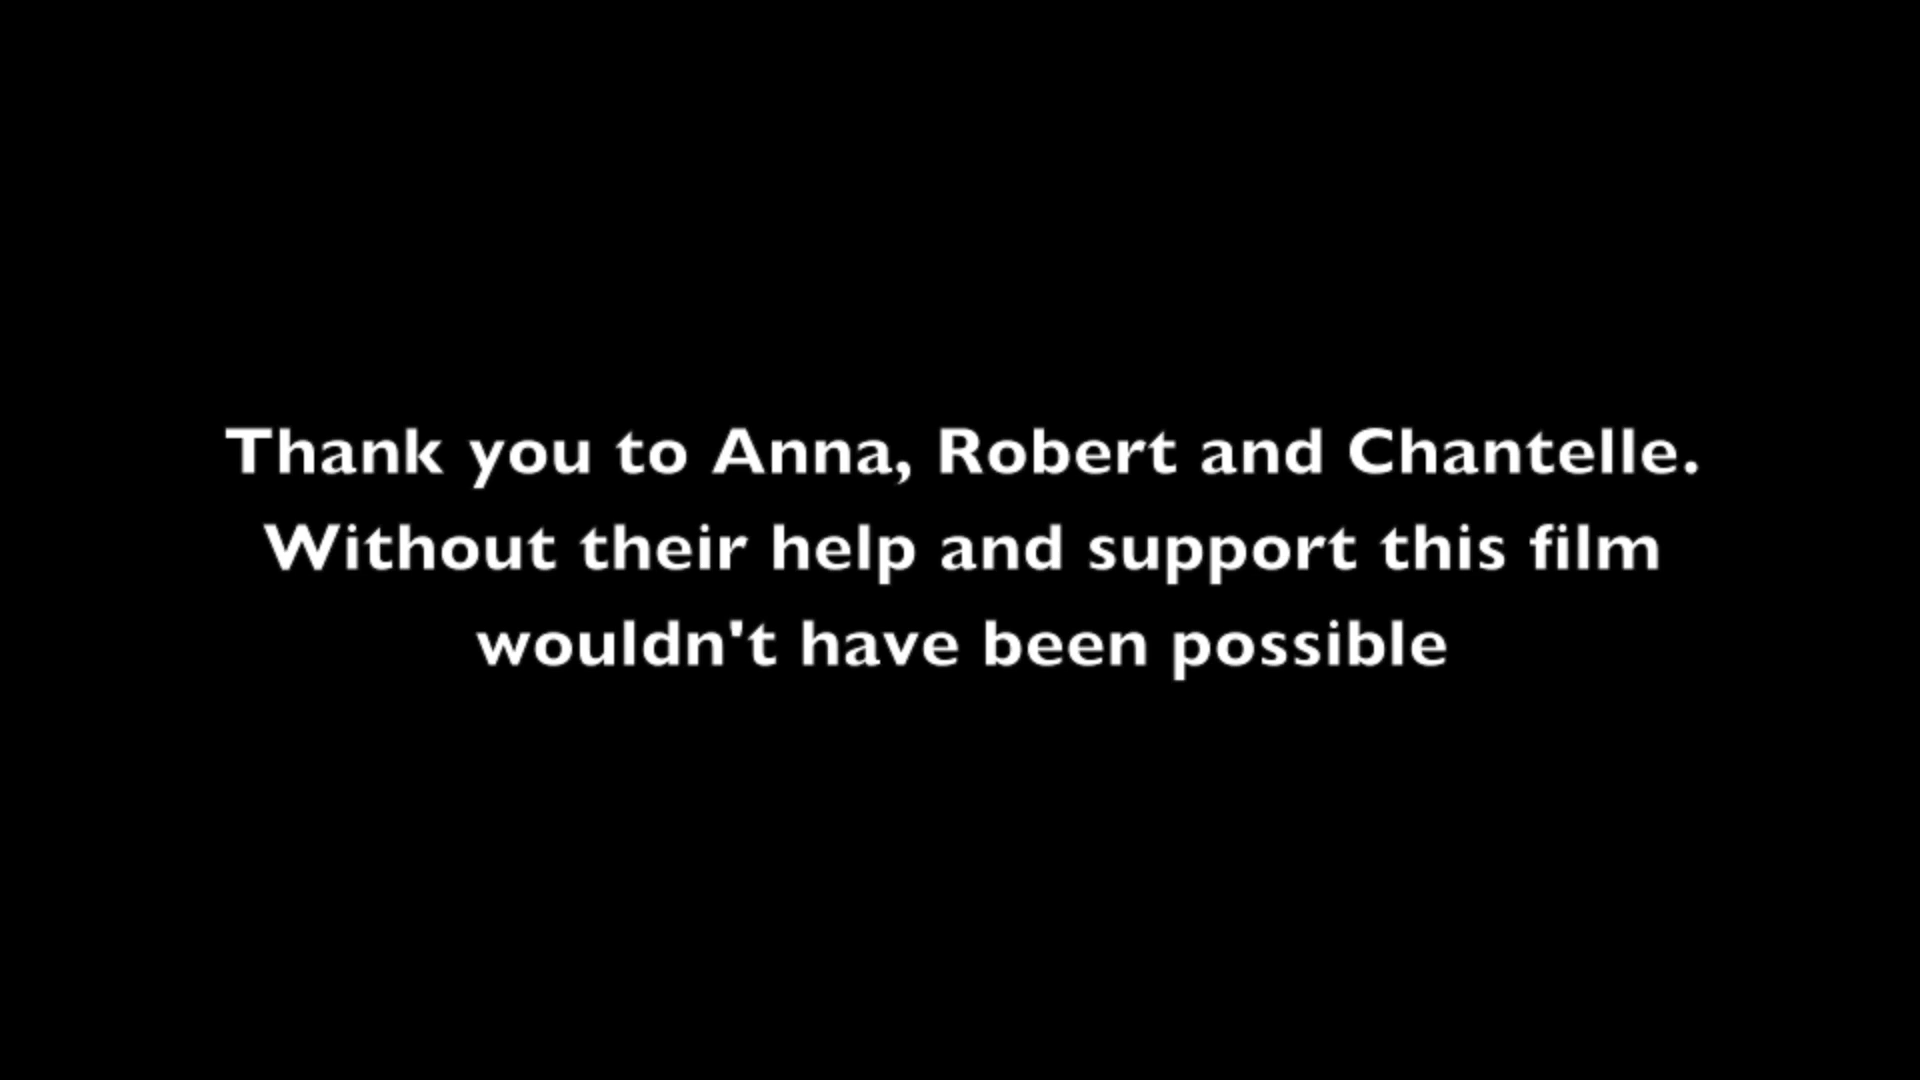 Thank you to Anna, Robert and Chantelle.
Without their help and support this film
wouldn't have been possible